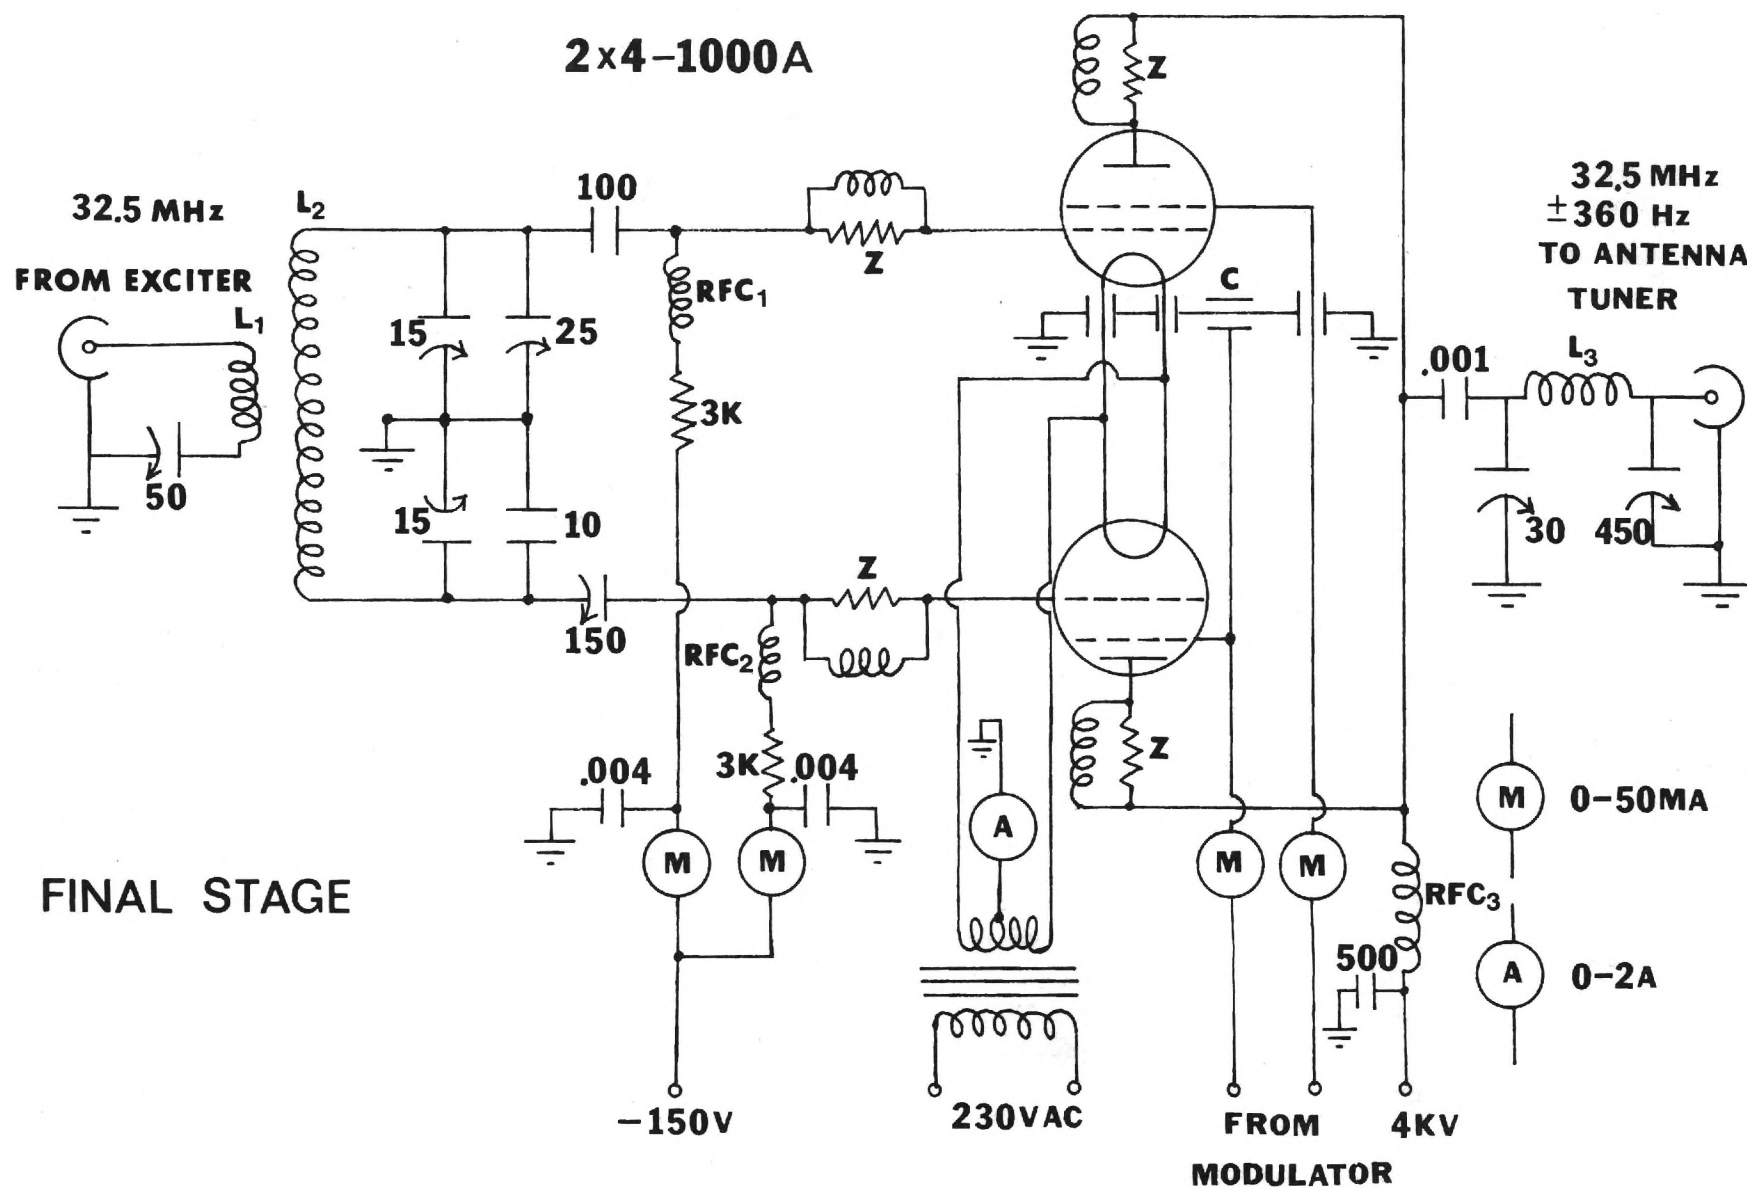 2x4-1000A
Z
32.5 MHz
FROM EXCITER
L1
L2
50
15
25
15
10
100
150
Z
RFC1
3K
Z
RFC2
3K
.004
.004
M
M
-150V
C
Z
A
230VAC
M
M
FROM
MODULATOR
4KV
500
RFC3
.001
L3
30
450
32.5 MHz
±360 Hz
TO ANTENNA
TUNER
M 0-50MA
A 0-2A
FINAL STAGE